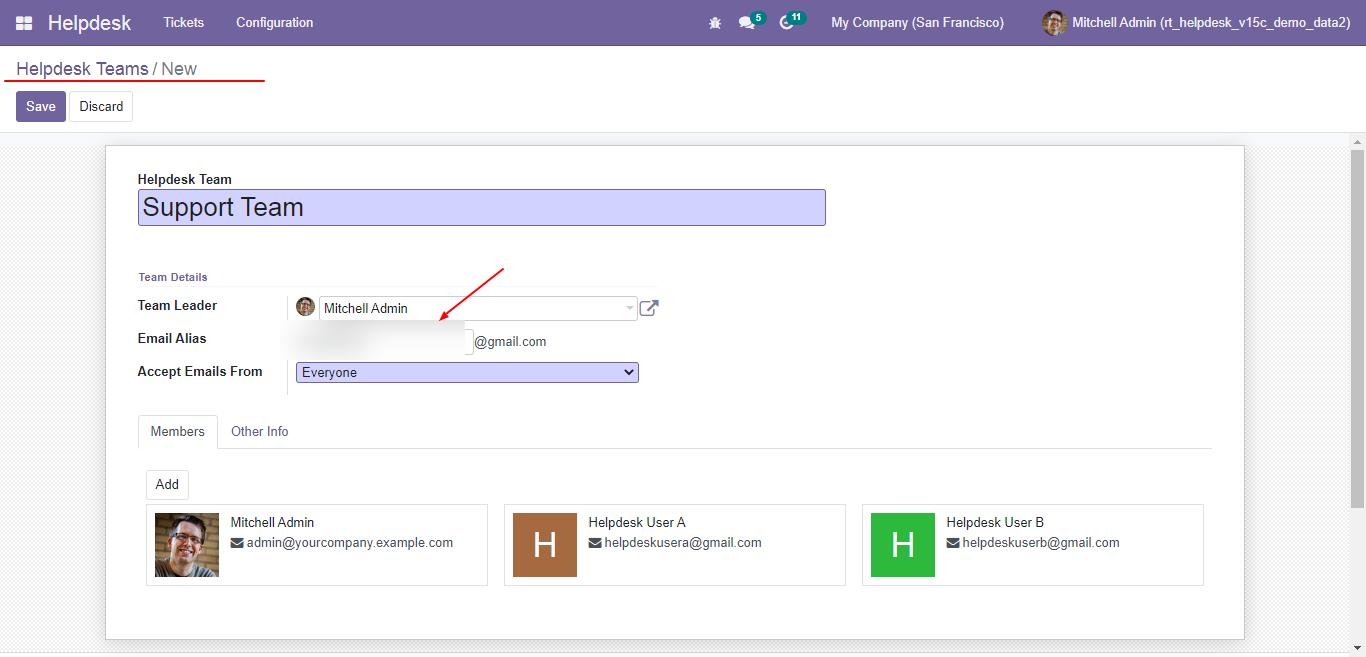 Helpdesk Tickets Configuration 5 11 My Company (San Francisco) Mitchell Admin (rt_helpdesk_v15c_demo_data2)
Helpdesk Teams / New
Save Discard
Helpdesk Team
Support Team
Team Details
Team Leader Mitchell Admin
Email Alias @gmail.com
Accept Emails From Everyone
Members Other Info
Add
Mitchell Admin
admin@yourcompany.example.com
H
Helpdesk User A
helpdeskusera@gmail.com
H
Helpdesk User B
helpdeskuserb@gmail.com